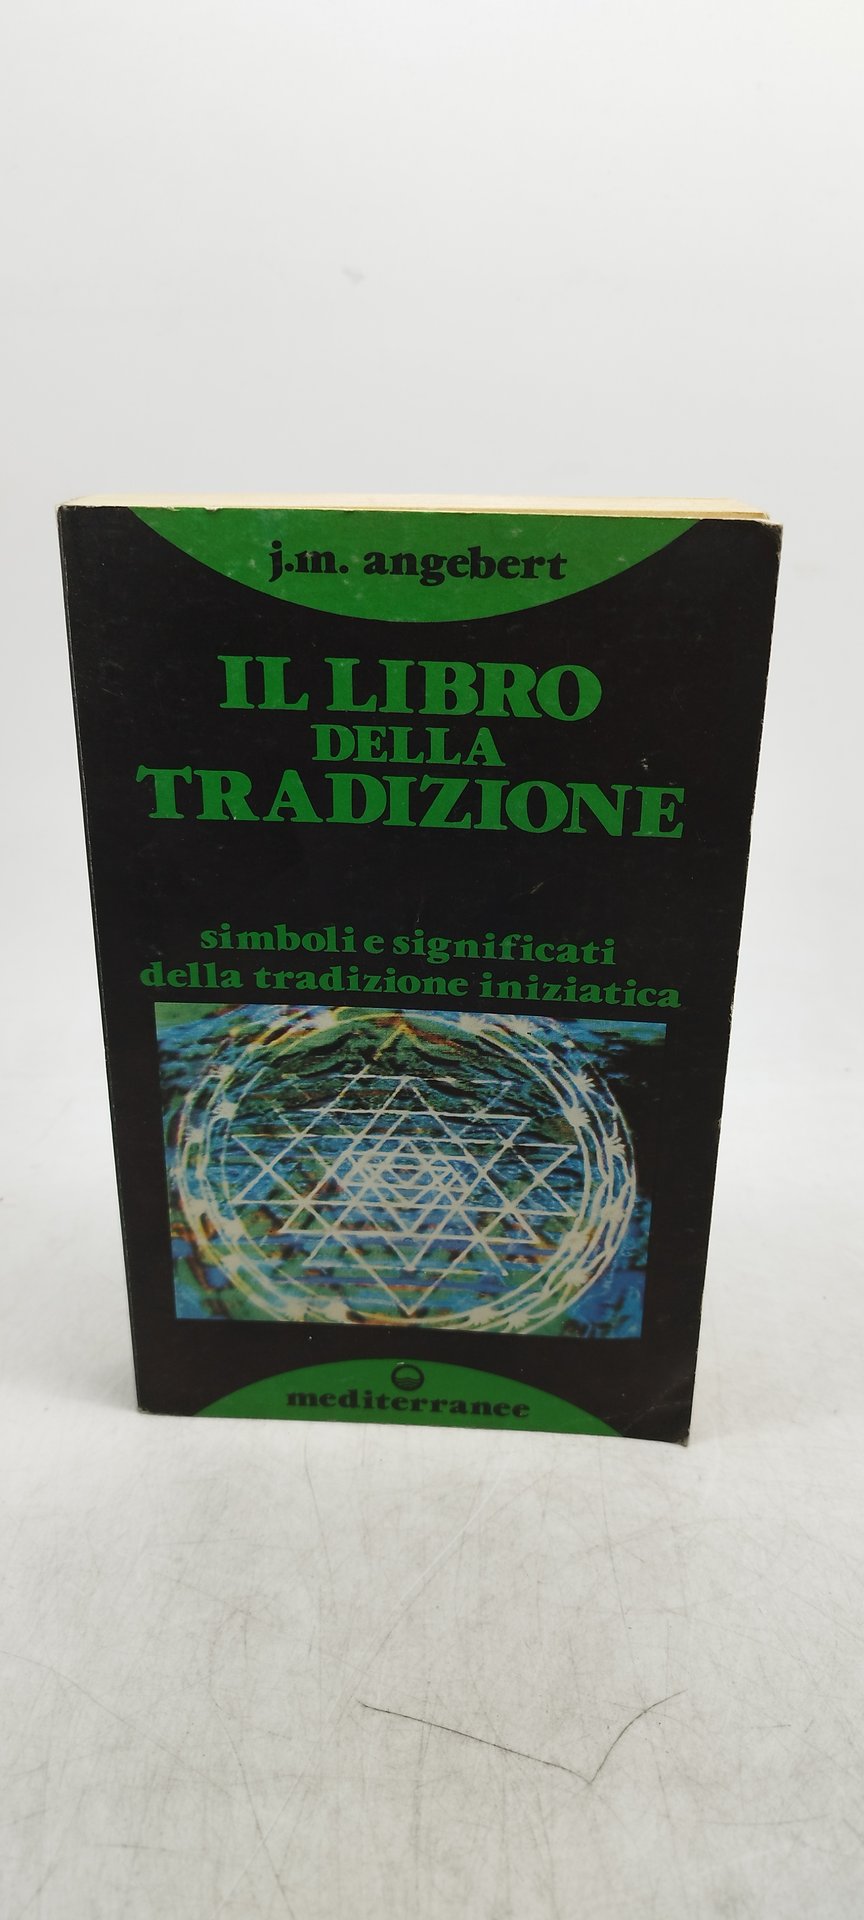 j.m. angebert
IL LIBRO
DELLA
TRADIZIONE
simboli e significati
della tradizione iniziatica
mediterranee